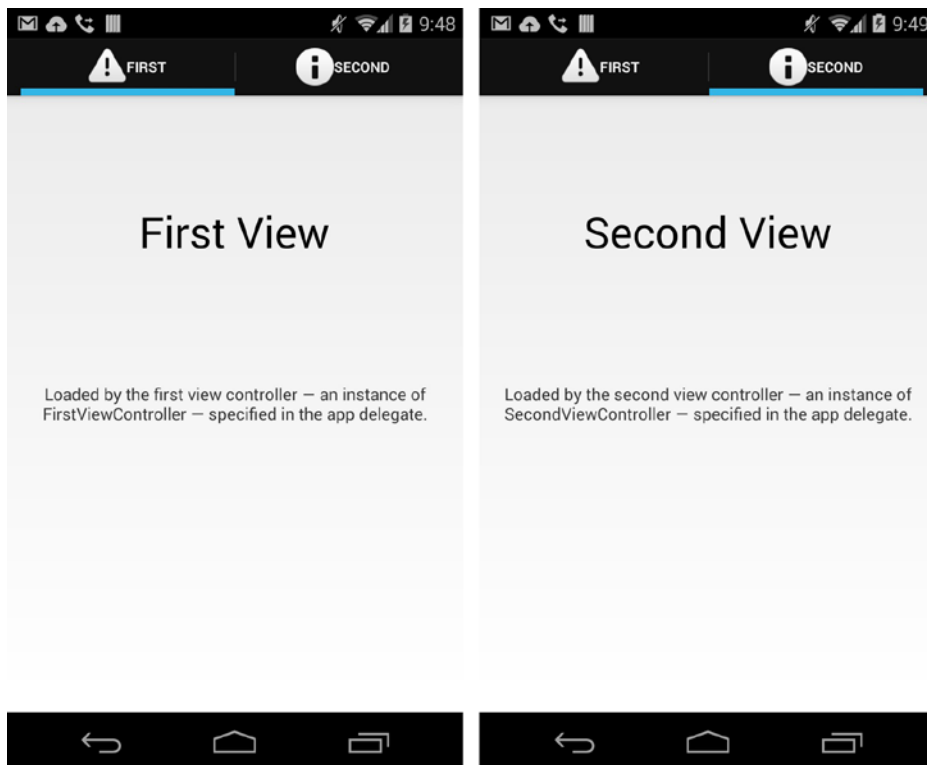 9:48
FIRST
SECOND
First View
Loaded by the first view controller — an instance of
FirstViewController — specified in the app delegate.
9:49
FIRST
SECOND
Second View
Loaded by the second view controller — an instance of
SecondViewController — specified in the app delegate.